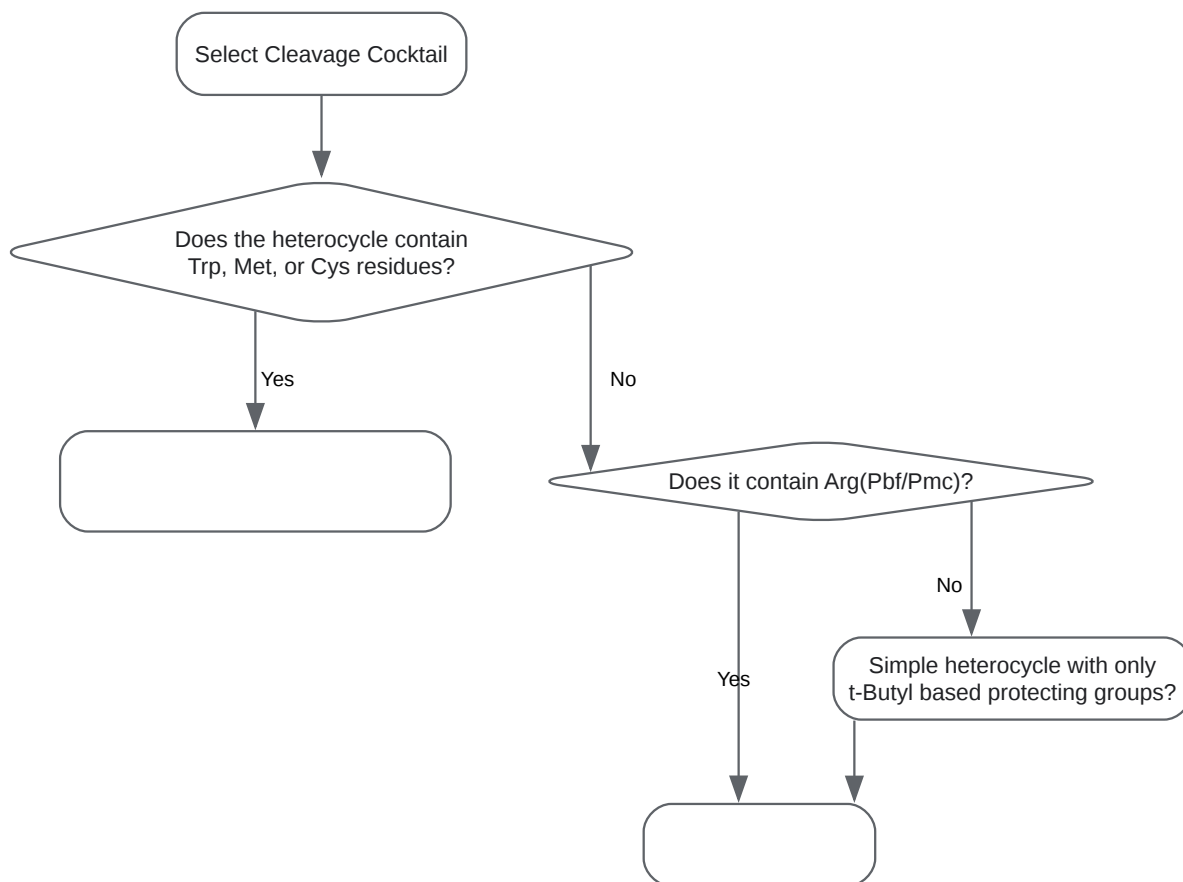 Select Cleavage Cocktail
Does the heterocycle contain
Trp, Met, or Cys residues?
Yes
No
Does it contain Arg(Pbf/Pmc)?
No
Simple heterocycle with only
t-Butyl based protecting groups?
Yes